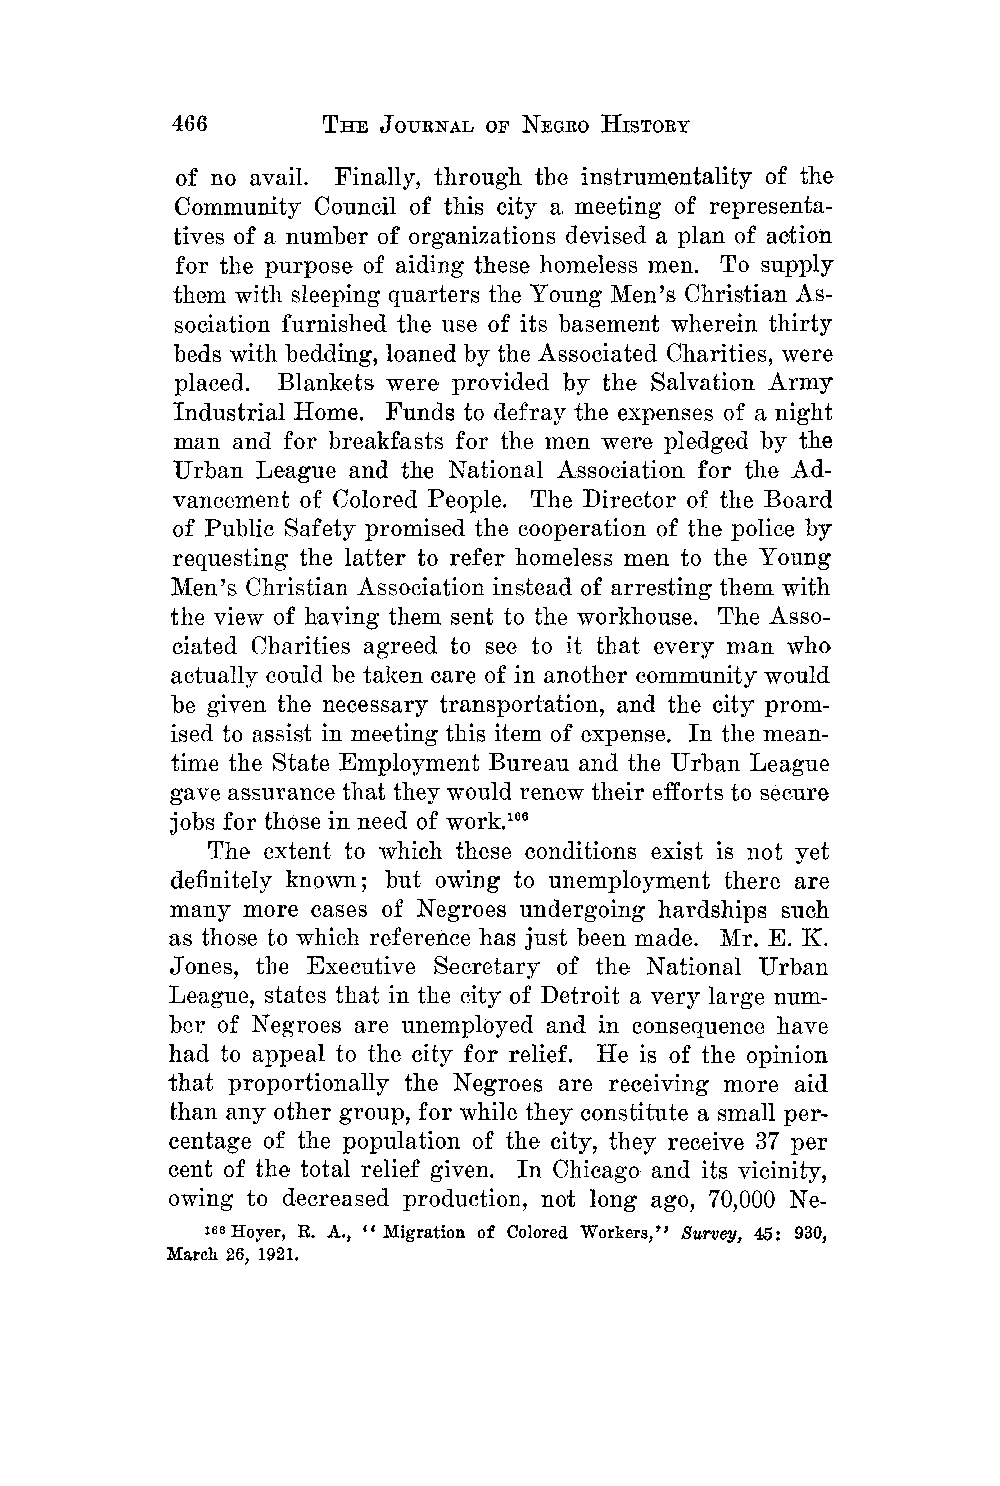 466 THE JOURNAL OF NEGRO HISTORY
of no avail. Finally, through the instrumentality of the
Community Council of this city a meeting of representa-
tives of a number of organizations devised a plan of action
for the purpose of aiding these homeless men. To supply
them with sleeping quarters the Young Men's Christian As-
sociation furnished the use of its basement wherein thirty
beds with bedding, loaned by the Associated Charities, were
placed. Blankets were provided by the Salvation Army
Industrial Home. Funds to defray the expenses of a night
man and for breakfasts for the men were pledged by the
Urban League and the National Association for the Ad-
vancement of Colored People. The Director of the Board
of Public Safety promised the cooperation of the police by
requesting the latter to refer homeless men to the Young
Men's Christian Association instead of arresting them with
the view of having them sent to the workhouse. The Asso-
ciated Charities agreed to see to it that every man who
actually could be taken care of in another community would
be given the necessary transportation, and the city prom-
ised to assist in meeting this item of expense. In the mean-
time the State Employment Bureau and the Urban League
gave assurance that they would renew their efforts to secure
jobs for those in need of work.¹⁶⁶
The extent to which these conditions exist is not yet
definitely known; but owing to unemployment there are
many more cases of Negroes undergoing hardships such
as those to which reference has just been made. Mr. E. K.
Jones, the Executive Secretary of the National Urban
League, states that in the city of Detroit a very large num-
ber of Negroes are unemployed and in consequence have
had to appeal to the city for relief. He is of the opinion
that proportionally the Negroes are receiving more aid
than any other group, for while they constitute a small per-
centage of the population of the city, they receive 37 per
cent of the total relief given. In Chicago and its vicinity,
owing to decreased production, not long ago, 70,000 Ne-
¹⁶⁶ Hoyer, R. A., "Migration of Colored Workers," Survey, 45: 930,
March 26, 1921.